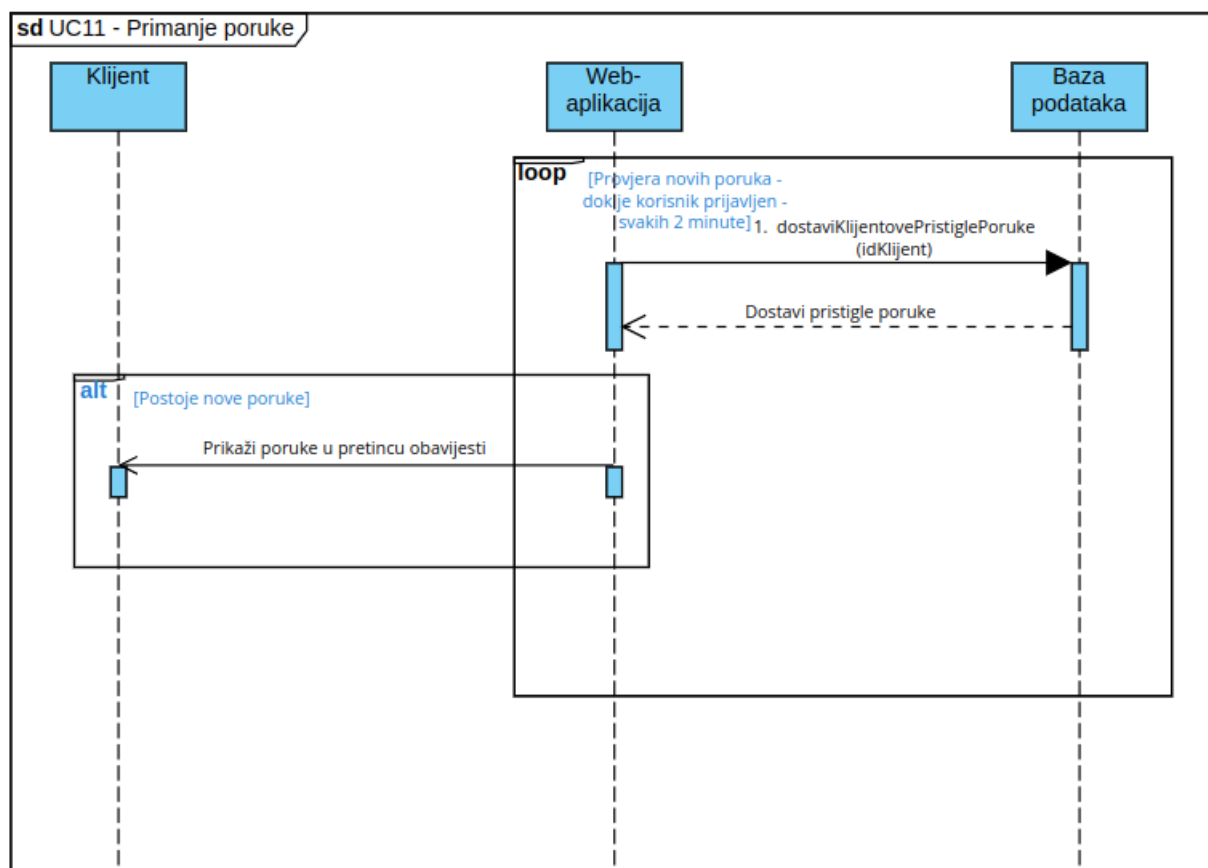 sd UC11 - Primanje poruke
Klijent
Web-
aplikacija
Baza
podataka
loop
[Provjera novih poruka -
dok je korisnik prijavljen -
svakih 2 minute]
1. dostaviKlijentovePristiglePoruke
(idKlijent)
Dostavi pristigle poruke
alt
[Postoje nove poruke]
Prikaži poruke u pretincu obavijesti